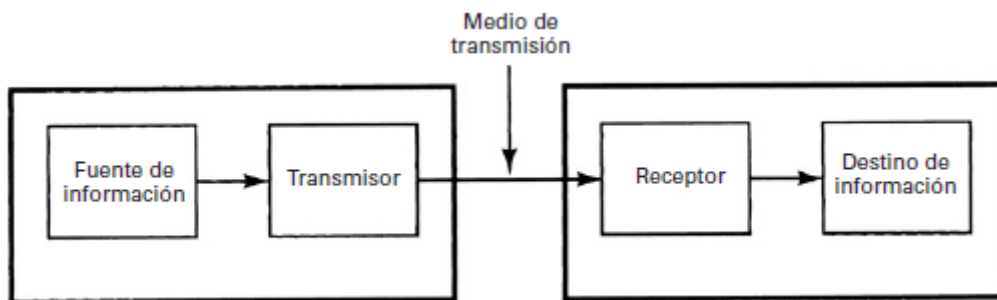 Medio de
transmisión
Fuente de
información
Transmisor
Receptor
Destino de
información